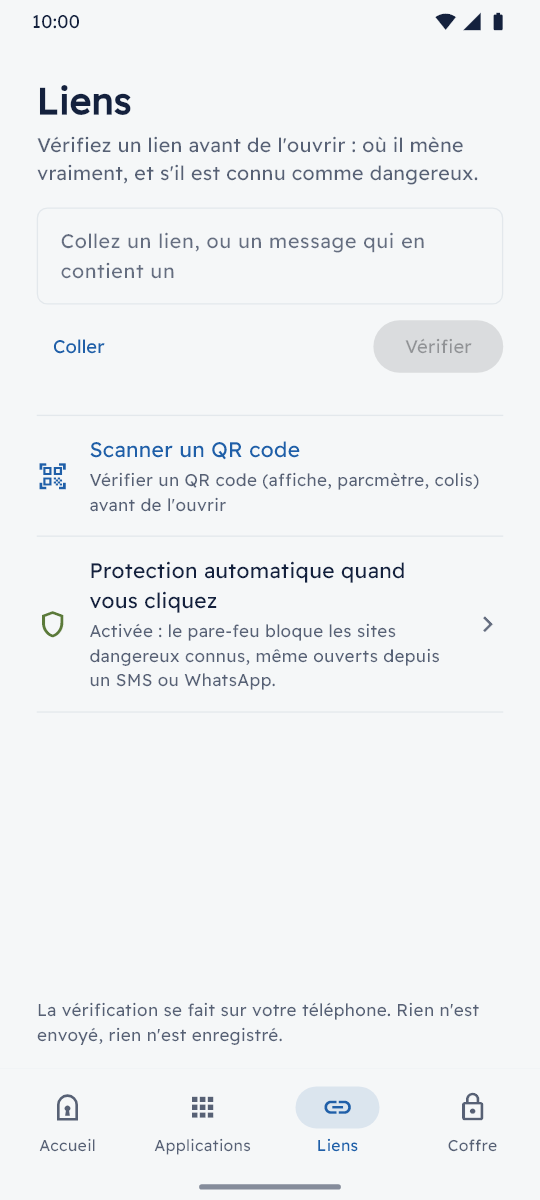 10:00
Liens
Vérifiez un lien avant de l'ouvrir : où il mène
vraiment, et s'il est connu comme dangereux.
Collez un lien, ou un message qui en
contient un
Coller
Vérifier
Scanner un QR code
Vérifier un QR code (affiche, parcmètre, colis)
avant de l'ouvrir
Protection automatique quand
vous cliquez
Activée : le pare-feu bloque les sites
dangereux connus, même ouverts depuis
un SMS ou WhatsApp.
La vérification se fait sur votre téléphone. Rien n'est
envoyé, rien n'est enregistré.
Accueil
Applications
Liens
Coffre